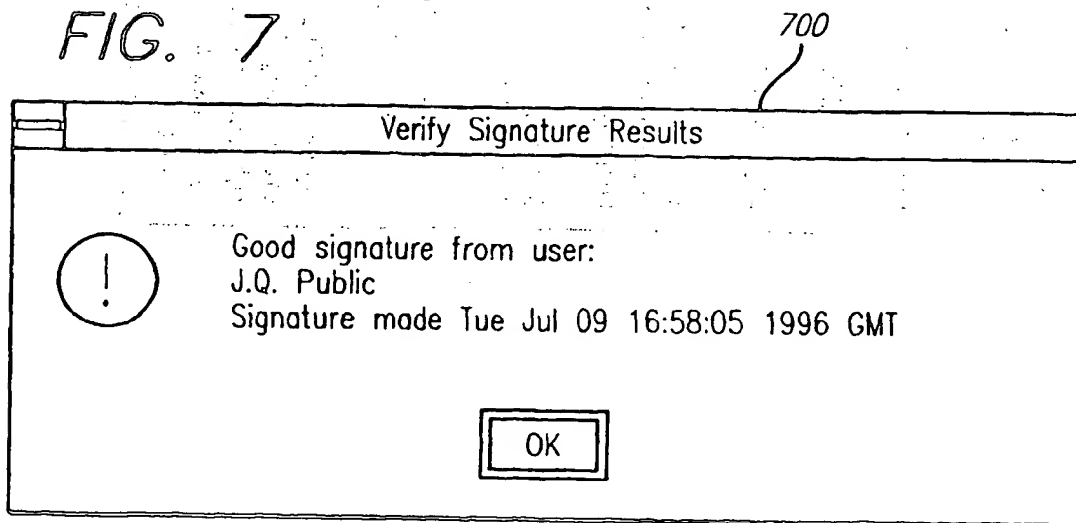 FIG. 7
700
Verify Signature Results
!
Good signature from user:
J.Q. Public
Signature made Tue Jul 09 16:58:05 1996 GMT
OK